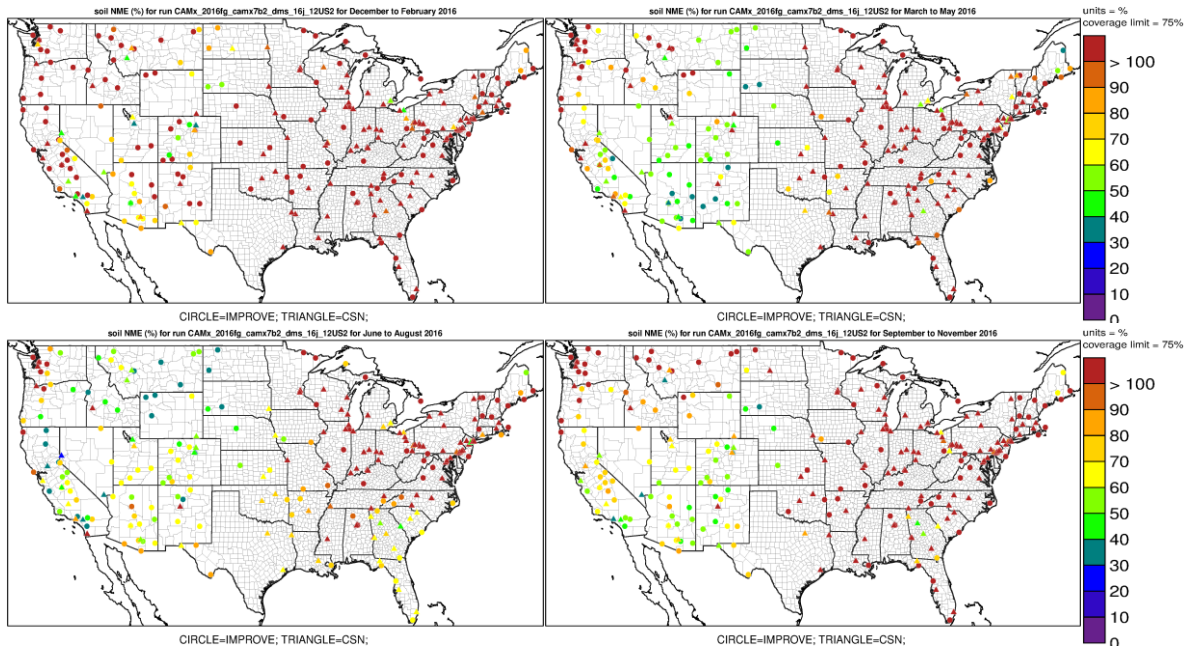 soil NME (%) for run CAMx_2016fg_camx7b2_dms_16j_12US2 for December to February 2016
soil NME (%) for run CAMx_2016fg_camx7b2_dms_16j_12US2 for March to May 2016
units = %
coverage limit = 75%
> 100
90
80
70
60
50
40
30
20
10
0
CIRCLE=IMPROVE; TRIANGLE=CSN;
CIRCLE=IMPROVE; TRIANGLE=CSN;
soil NME (%) for run CAMx_2016fg_camx7b2_dms_16j_12US2 for June to August 2016
soil NME (%) for run CAMx_2016fg_camx7b2_dms_16j_12US2 for September to November 2016
units = %
coverage limit = 75%
> 100
90
80
70
60
50
40
30
20
10
0
CIRCLE=IMPROVE; TRIANGLE=CSN;
CIRCLE=IMPROVE; TRIANGLE=CSN;